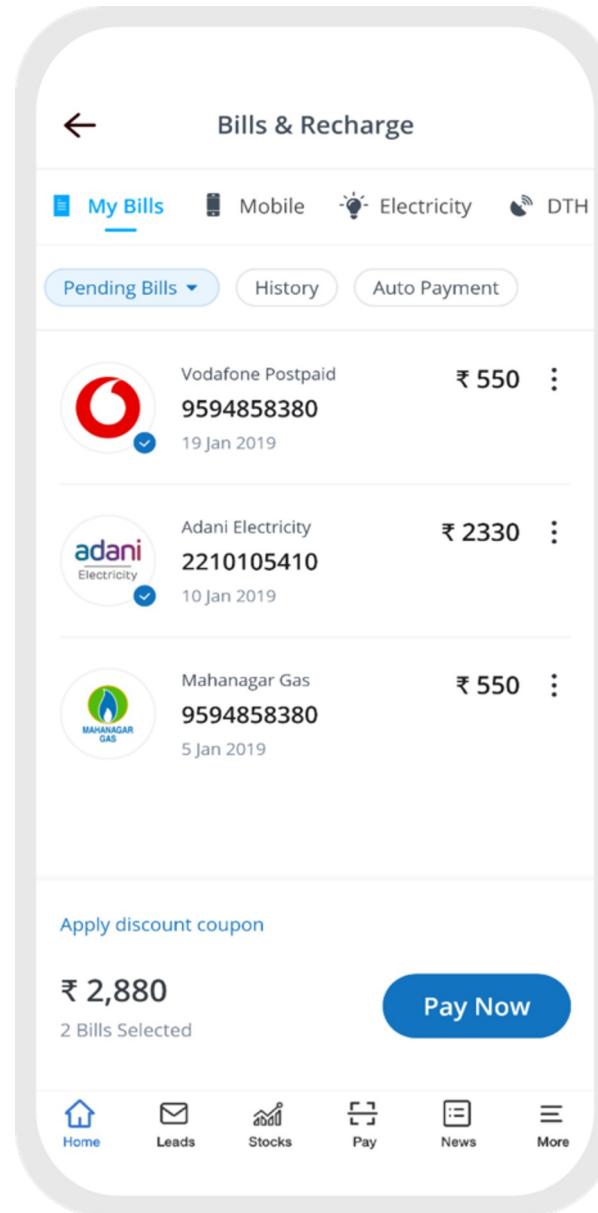 Bills & Recharge
My Bills Mobile Electricity DTH
Pending Bills History Auto Payment
Vodafone Postpaid
₹ 550
9594858380
19 Jan 2019
adani
Electricity
Adani Electricity
₹ 2330
2210105410
10 Jan 2019
MAHANAGAR
GAS
Mahanagar Gas
₹ 550
9594858380
5 Jan 2019
Apply discount coupon
₹ 2,880
2 Bills Selected
Pay Now
Home Leads Stocks Pay News More